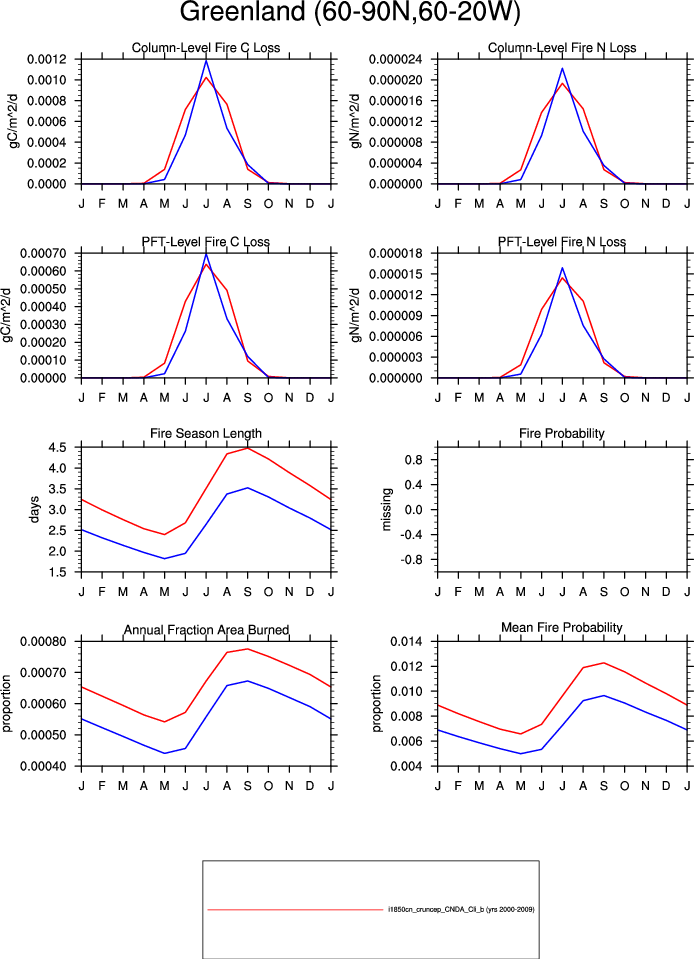 Greenland (60-90N,60-20W)
Column-Level Fire C Loss
gC/m^2/d
0.0012
0.0010
0.0008
0.0006
0.0004
0.0002
0.0000
J F M A M J J A S O N D J
Column-Level Fire N Loss
gN/m^2/d
0.000024
0.000020
0.000016
0.000012
0.000008
0.000004
0.000000
J F M A M J J A S O N D J
PFT-Level Fire C Loss
gC/m^2/d
0.00070
0.00060
0.00050
0.00040
0.00030
0.00020
0.00010
0.00000
J F M A M J J A S O N D J
PFT-Level Fire N Loss
gN/m^2/d
0.000018
0.000015
0.000012
0.000009
0.000006
0.000003
0.000000
J F M A M J J A S O N D J
Fire Season Length
days
4.5
4.0
3.5
3.0
2.5
2.0
1.5
J F M A M J J A S O N D J
Fire Probability
missing
0.8
0.4
0.0
-0.4
-0.8
J F M A M J J A S O N D J
Annual Fraction Area Burned
proportion
0.00080
0.00070
0.00060
0.00050
0.00040
J F M A M J J A S O N D J
Mean Fire Probability
proportion
0.014
0.012
0.010
0.008
0.006
0.004
J F M A M J J A S O N D J
i1850cn_cruncep_CNDA_Cli_b (yrs 2000-2009)